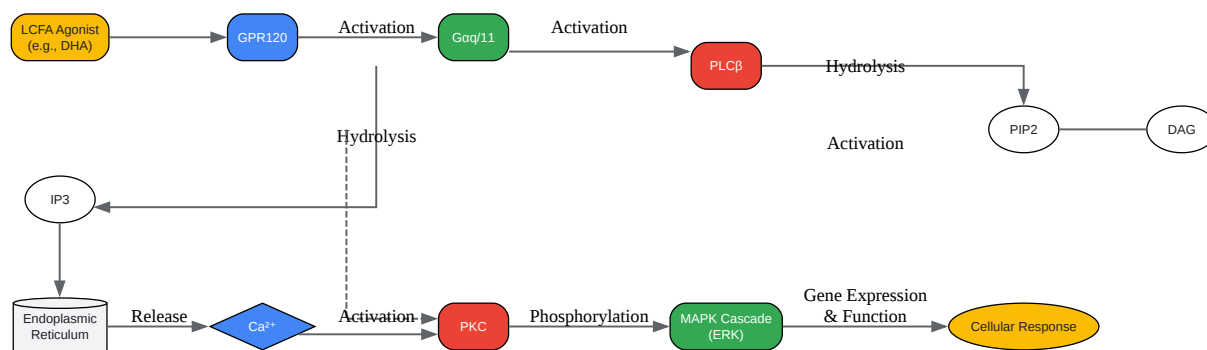 LCFA Agonist
(e.g., DHA)
GPR120
Activation
Gαq/11
Activation
PLCβ
Hydrolysis
PIP2
DAG
Hydrolysis
Activation
IP3
Endoplasmic
Reticulum
Release
Ca²⁺
Activation
PKC
Phosphorylation
MAPK Cascade
(ERK)
Gene Expression
& Function
Cellular Response